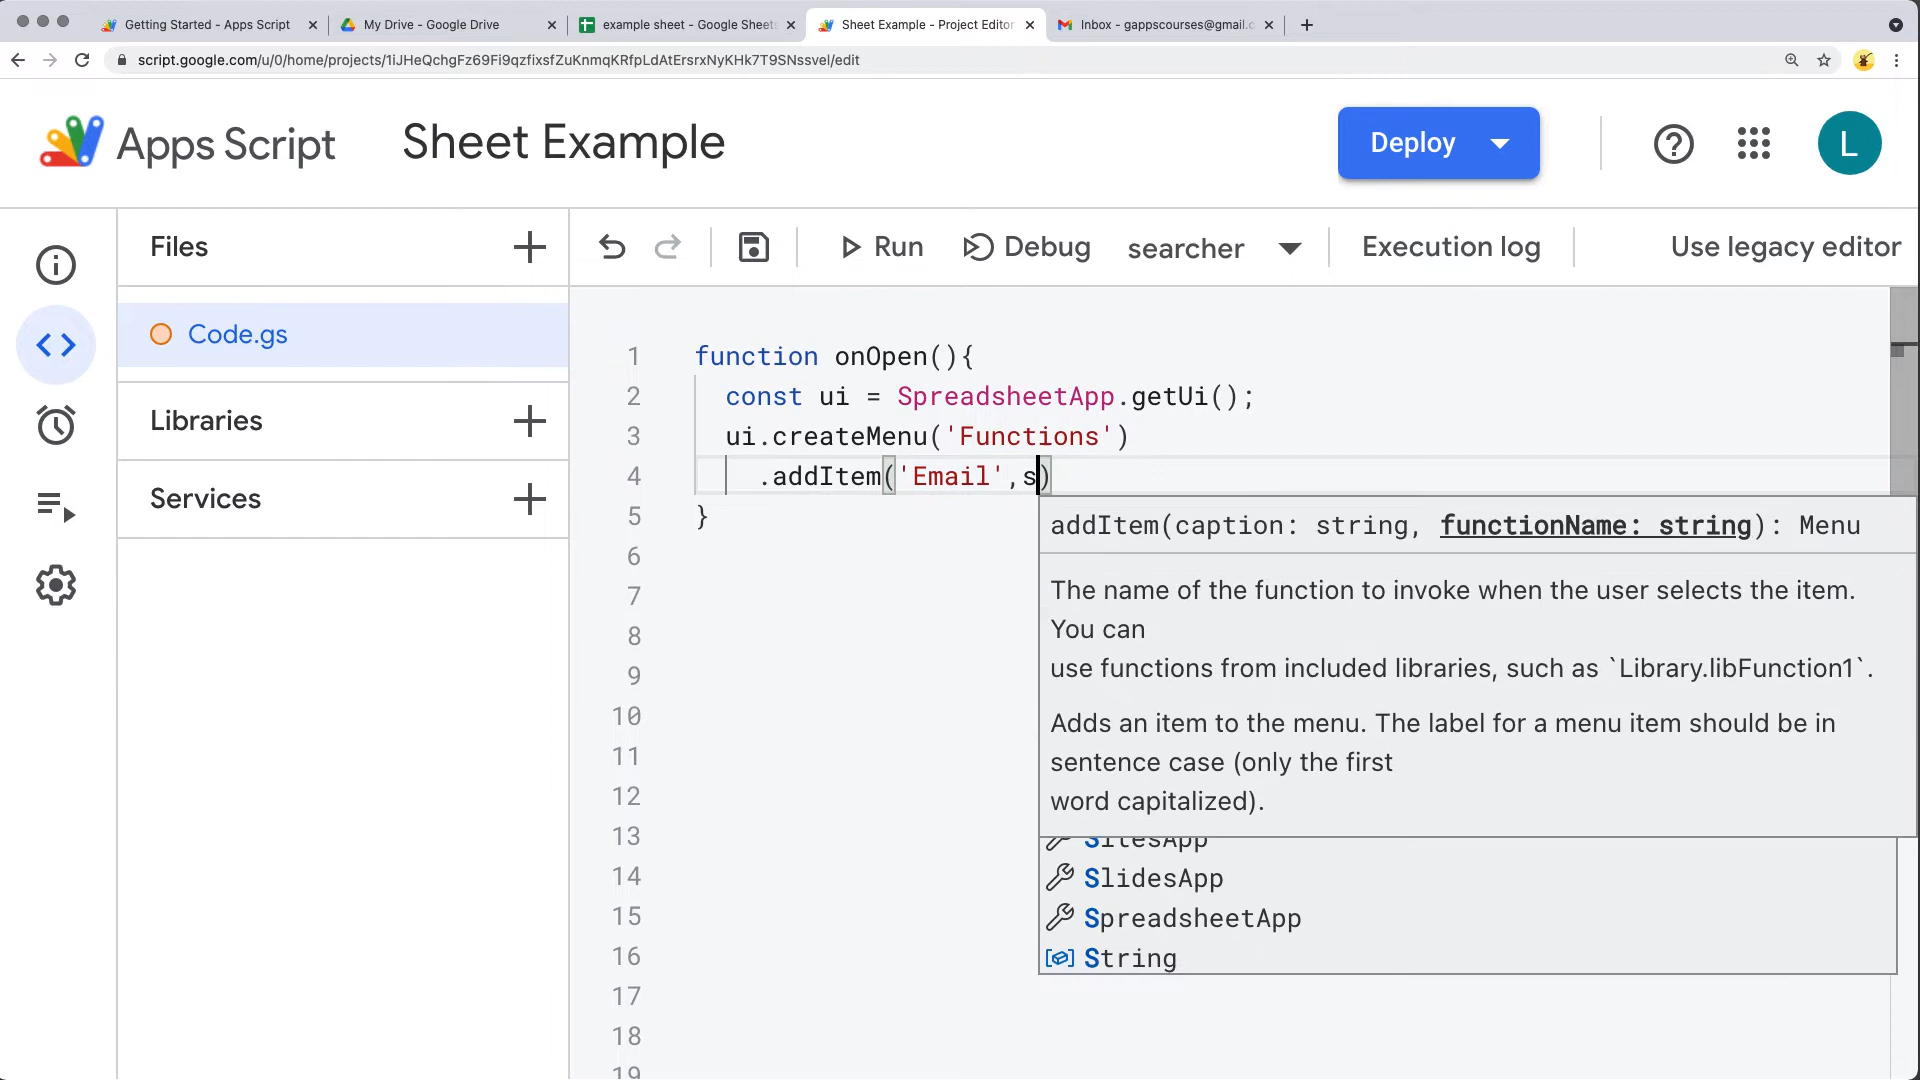 Getting Started - Apps Script
My Drive - Google Drive
example sheet - Google Sheets
Sheet Example - Project Editor
Inbox - gappscourses@gmail.c
script.google.com/u/0/home/projects/1iJHeQchgFz69Fi9qzfixsfZuKnmqKRfpLdAtErsrxNyKHk7T9SNssvel/edit
Apps Script
Sheet Example
Deploy
L
Files
Run
Debug
searcher
Execution log
Use legacy editor
Code.gs
Libraries
Services
1 function onOpen(){
2 const ui = SpreadsheetApp.getUi();
3 ui.createMenu('Functions')
4 .addItem('Email',s)
5 }
6
7
8
9
10
11
12
13
14
15
16
17
18
19
addItem(caption: string, functionName: string): Menu
The name of the function to invoke when the user selects the item.
You can
use functions from included libraries, such as `Library.libFunction1`.
Adds an item to the menu. The label for a menu item should be in
sentence case (only the first
word capitalized).
SitesApp
SlidesApp
SpreadsheetApp
String